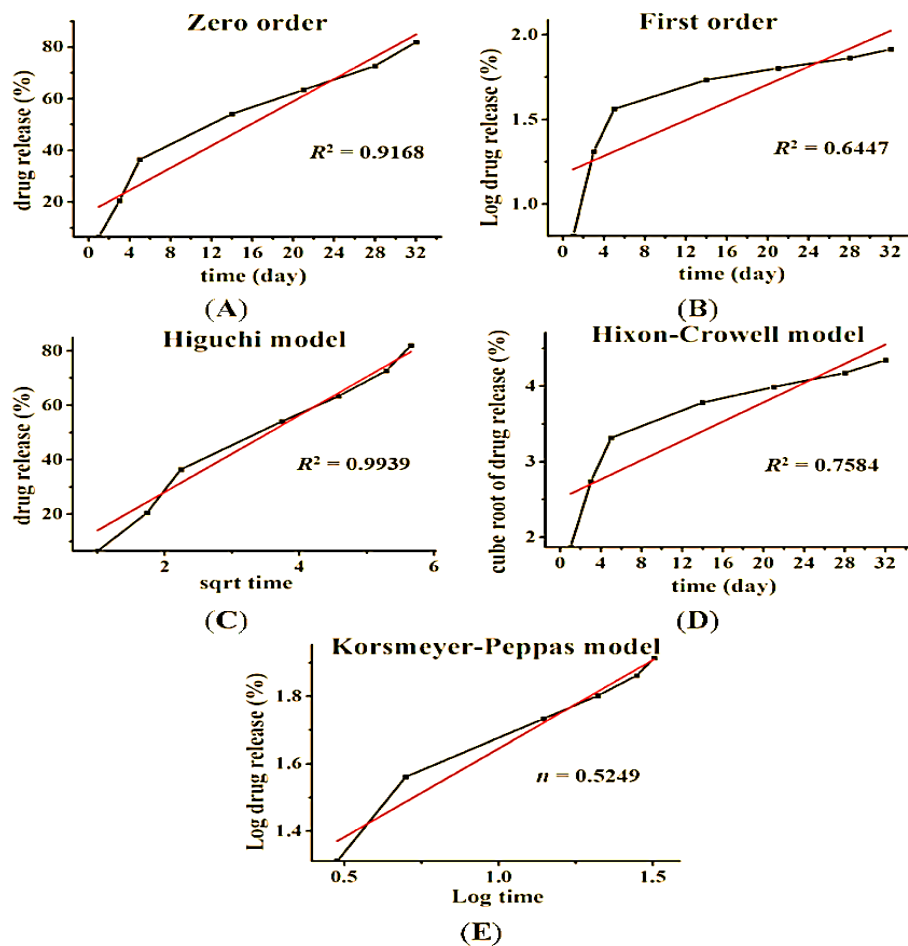 Zero order
drug release (%)
80
60
40
20
R² = 0.9168
0 4 8 12 16 20 24 28 32
time (day)
(A)
First order
Log drug release (%)
2.0
1.5
1.0
R² = 0.6447
0 4 8 12 16 20 24 28 32
time (day)
(B)
Higuchi model
drug release (%)
80
60
40
20
R² = 0.9939
2 4 6
sqrt time
(C)
Hixon-Crowell model
cube root of drug release (%)
4
3
2
R² = 0.7584
0 4 8 12 16 20 24 28 32
time (day)
(D)
Korsmeyer-Peppas model
Log drug release (%)
1.8
1.6
1.4
n = 0.5249
0.5 1.0 1.5
Log time
(E)